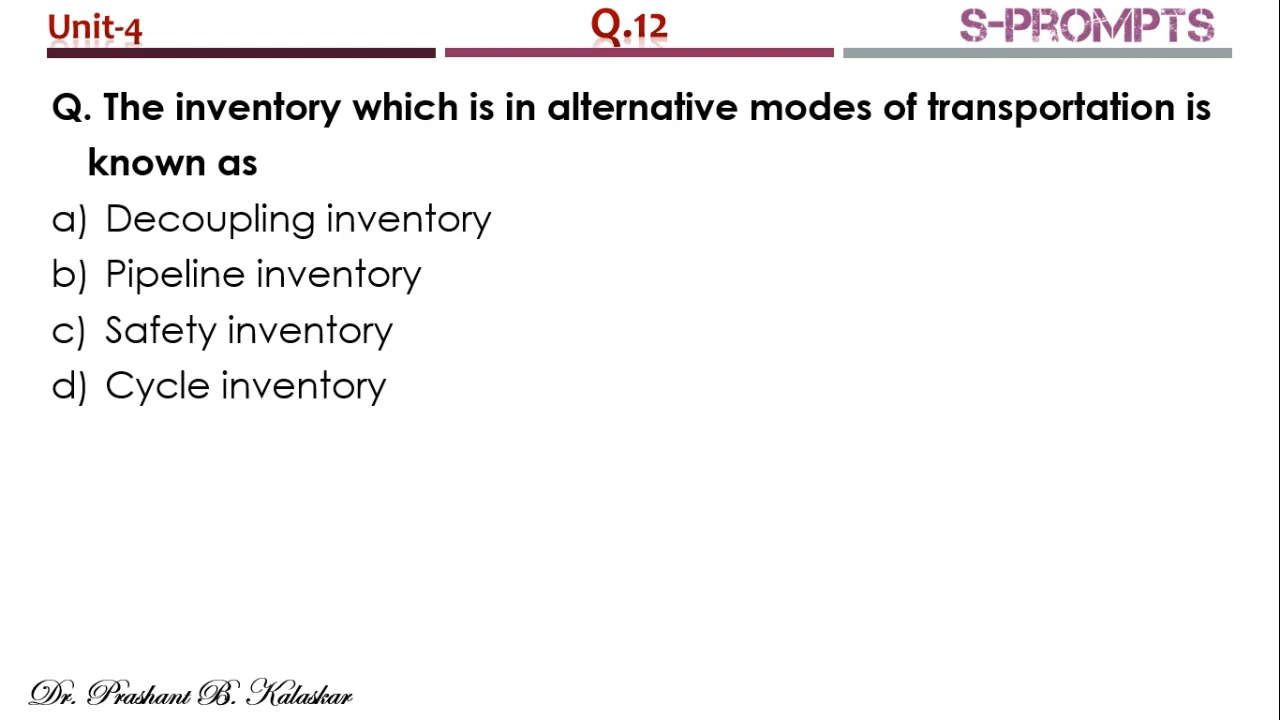 Unit-4
Q.12
S-PROMPTS
Q. The inventory which is in alternative modes of transportation is
known as
a) Decoupling inventory
b) Pipeline inventory
c) Safety inventory
d) Cycle inventory
Dr. Prashant B. Kalaskar